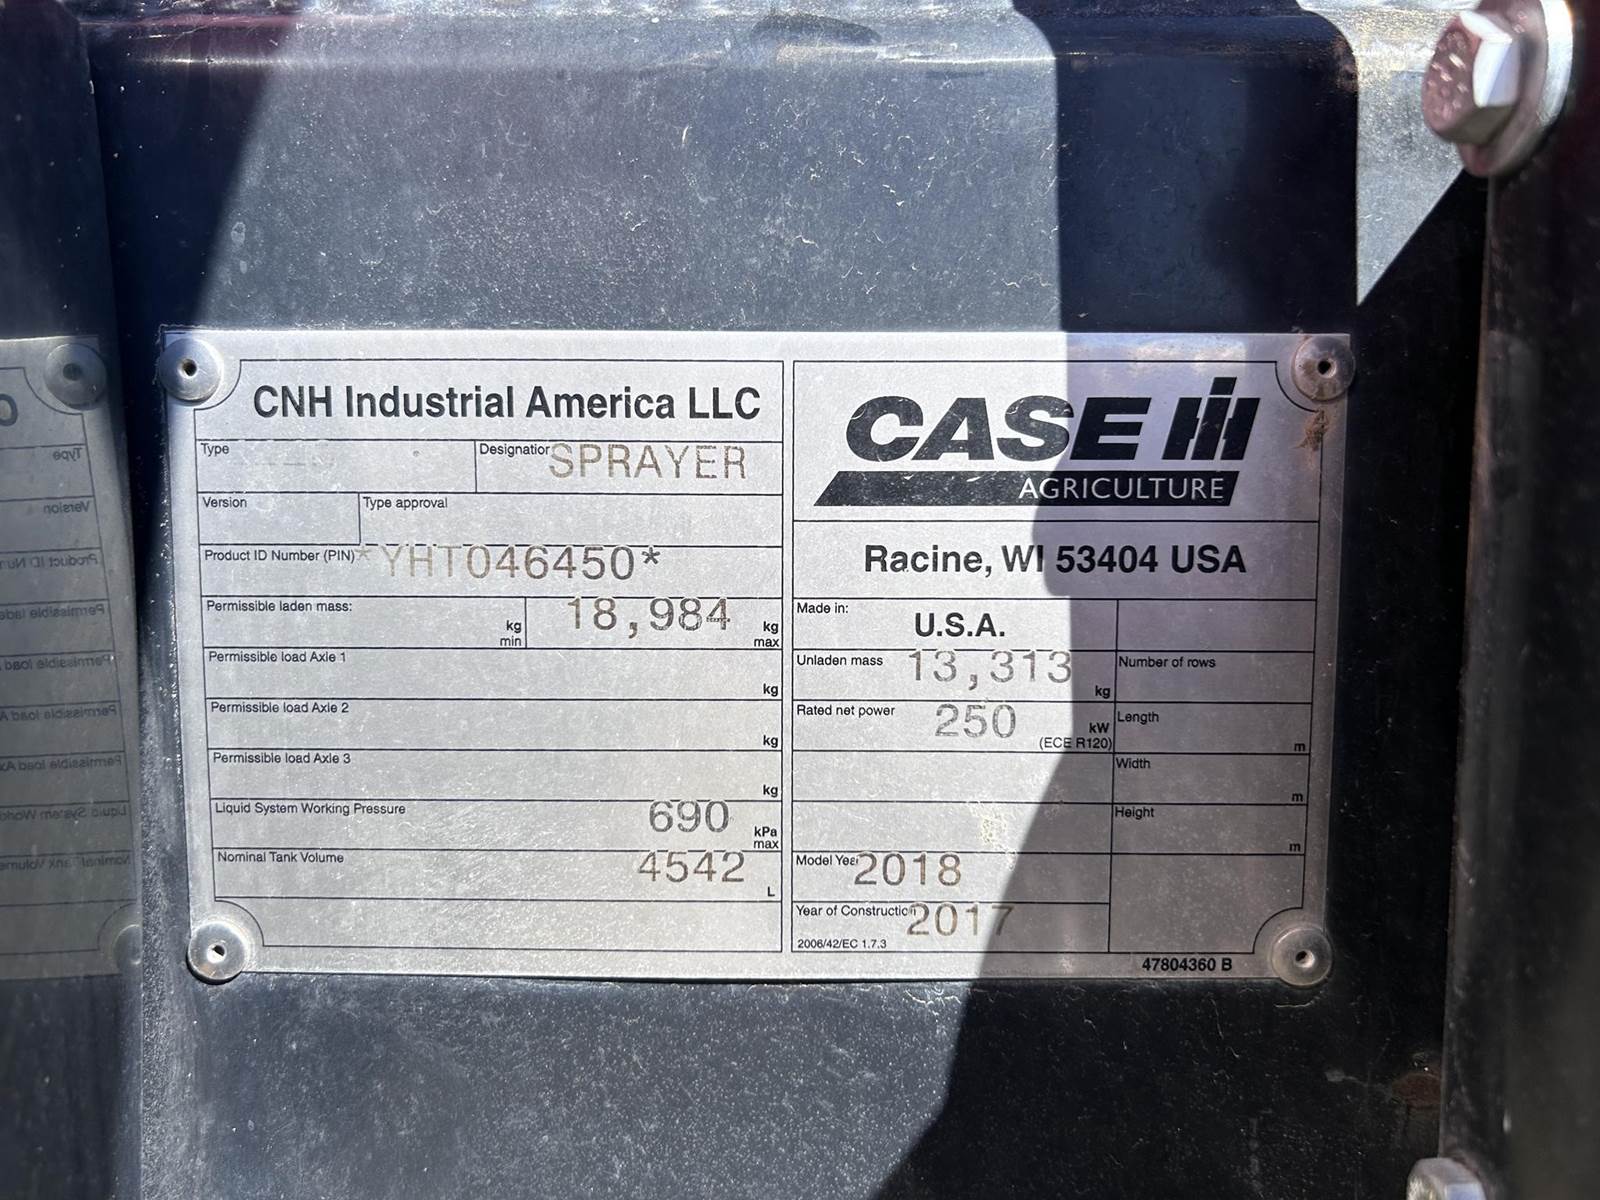 CNH Industrial America LLC
Type
Designation SPRAYER
Version
Type approval
Product ID Number (PIN) *YHT046450*
Permissible laden mass:
kg
min
18,984 kg
max
Permissible load Axle 1
kg
Permissible load Axle 2
kg
Permissible load Axle 3
kg
Liquid System Working Pressure 690 kPa
max
Nominal Tank Volume 4542 L
CASE IH
AGRICULTURE
Racine, WI 53404 USA
Made in: U.S.A.
Unladen mass 13,313 kg
Number of rows
Rated net power 250 kW
(ECE R120)
Length
m
Width
m
Height
m
Model Year 2018
Year of Construction 2017
2006/42/EC 1.7.3
47804360 B